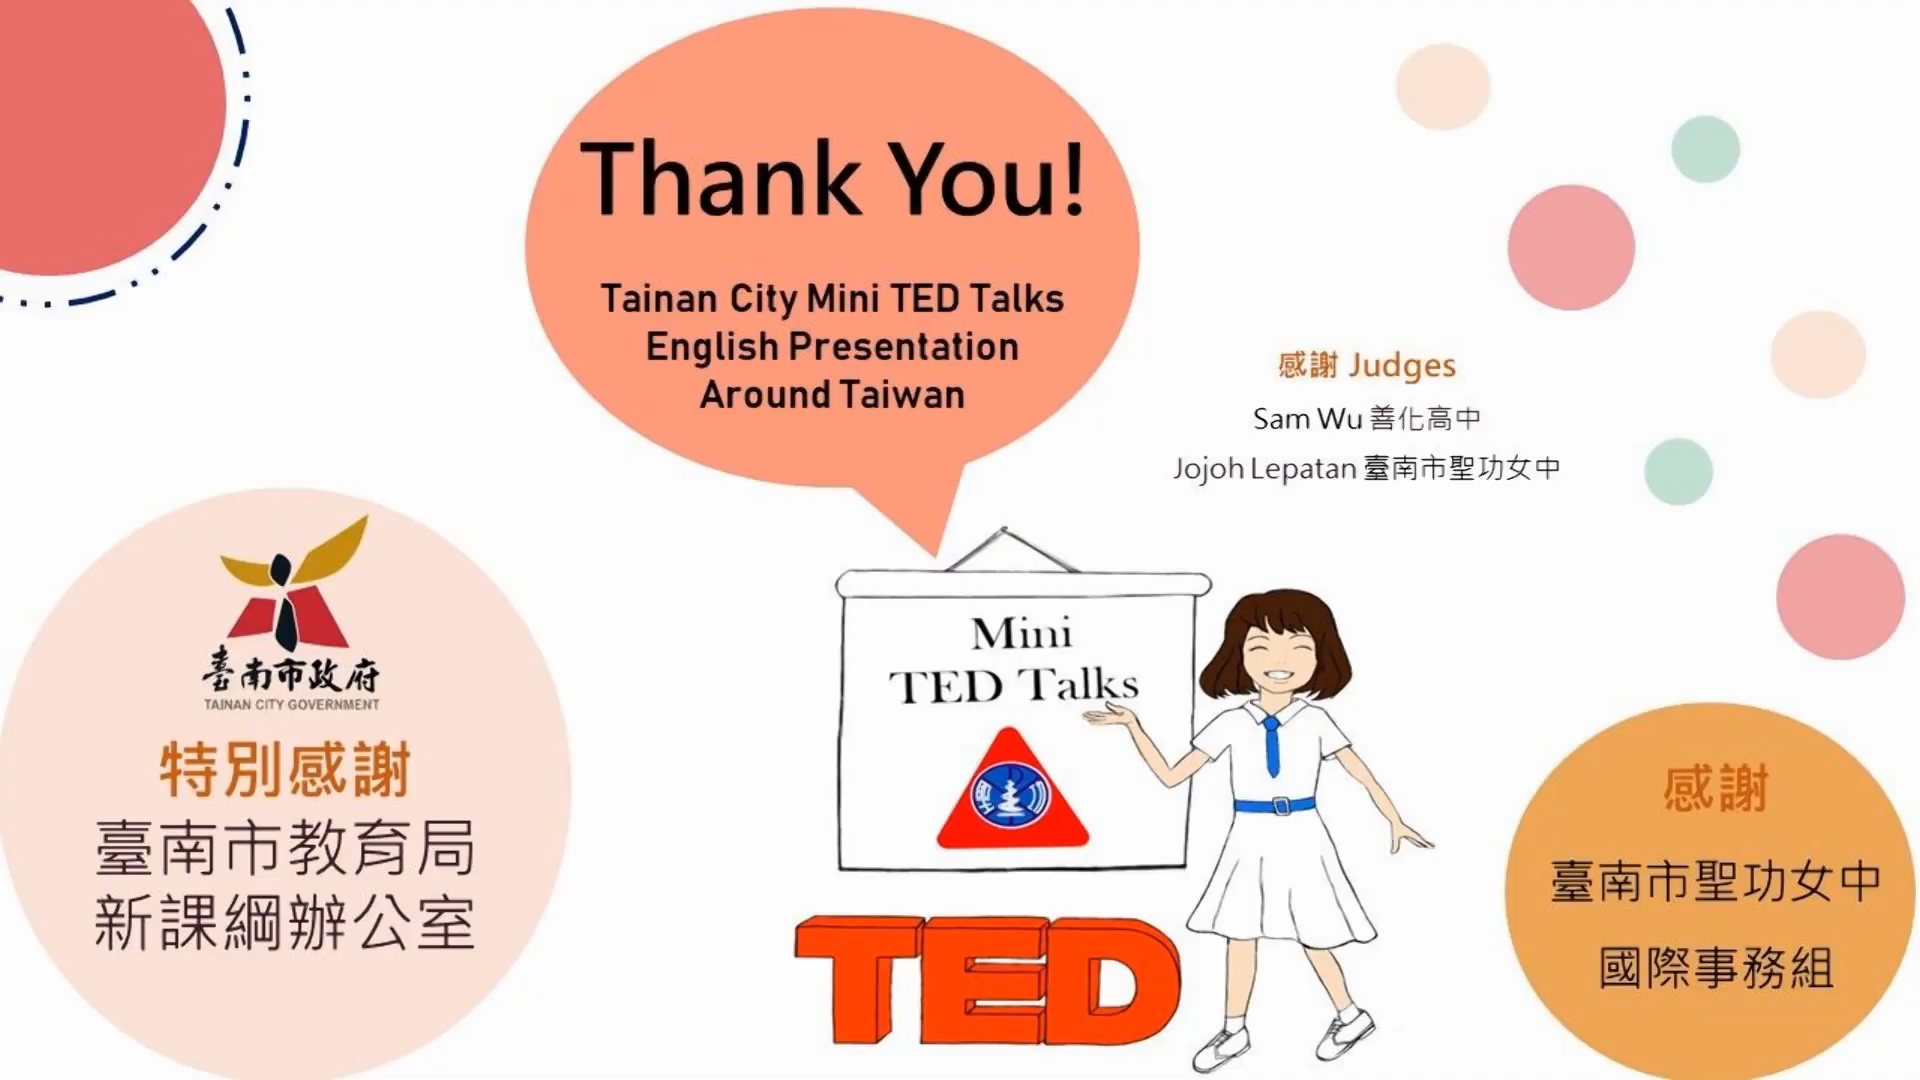 Thank You!
Tainan City Mini TED Talks
English Presentation
Around Taiwan
感謝 Judges
Sam Wu 善化高中
Jojoh Lepatan 臺南市聖功女中
臺南市政府
TAINAN CITY GOVERNMENT
特別感謝
臺南市教育局
新課綱辦公室
Mini
TED Talks
TED
感謝
臺南市聖功女中
國際事務組